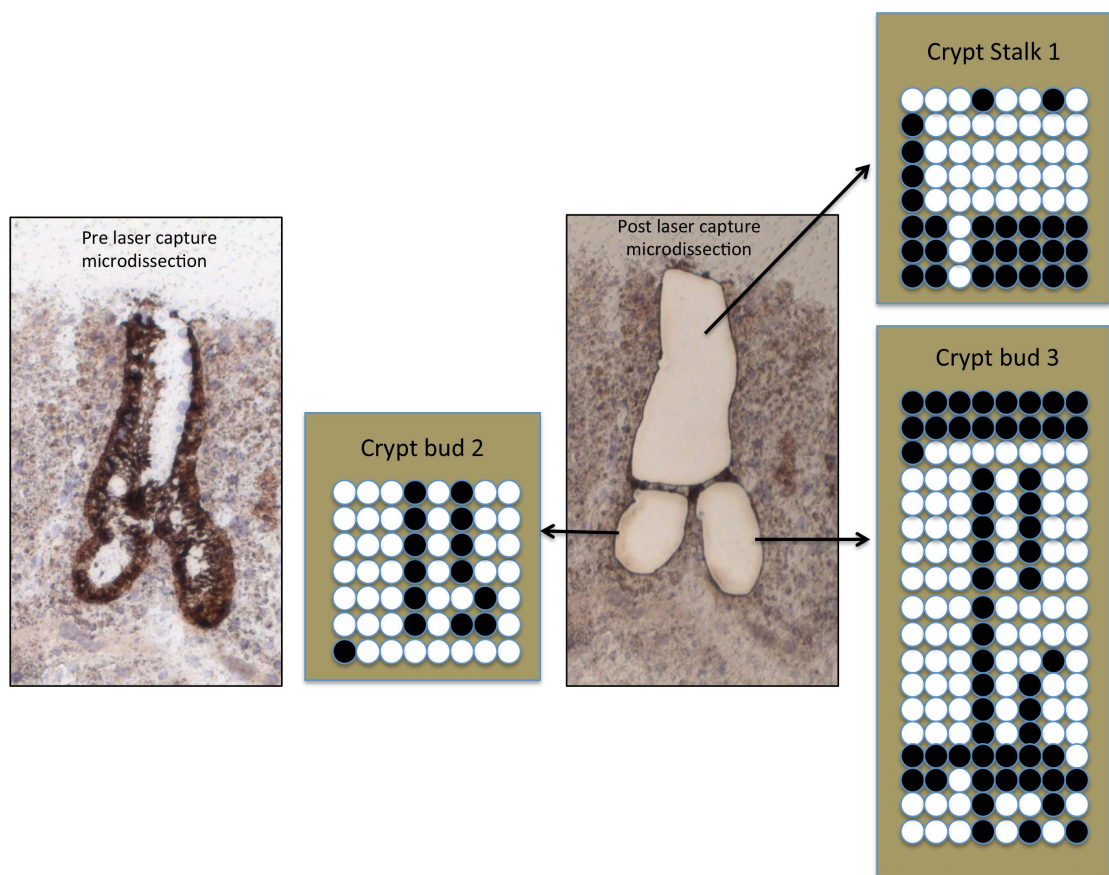 Crypt Stalk 1
Pre laser capture
microdissection
Post laser capture
microdissection
Crypt bud 3
Crypt bud 2